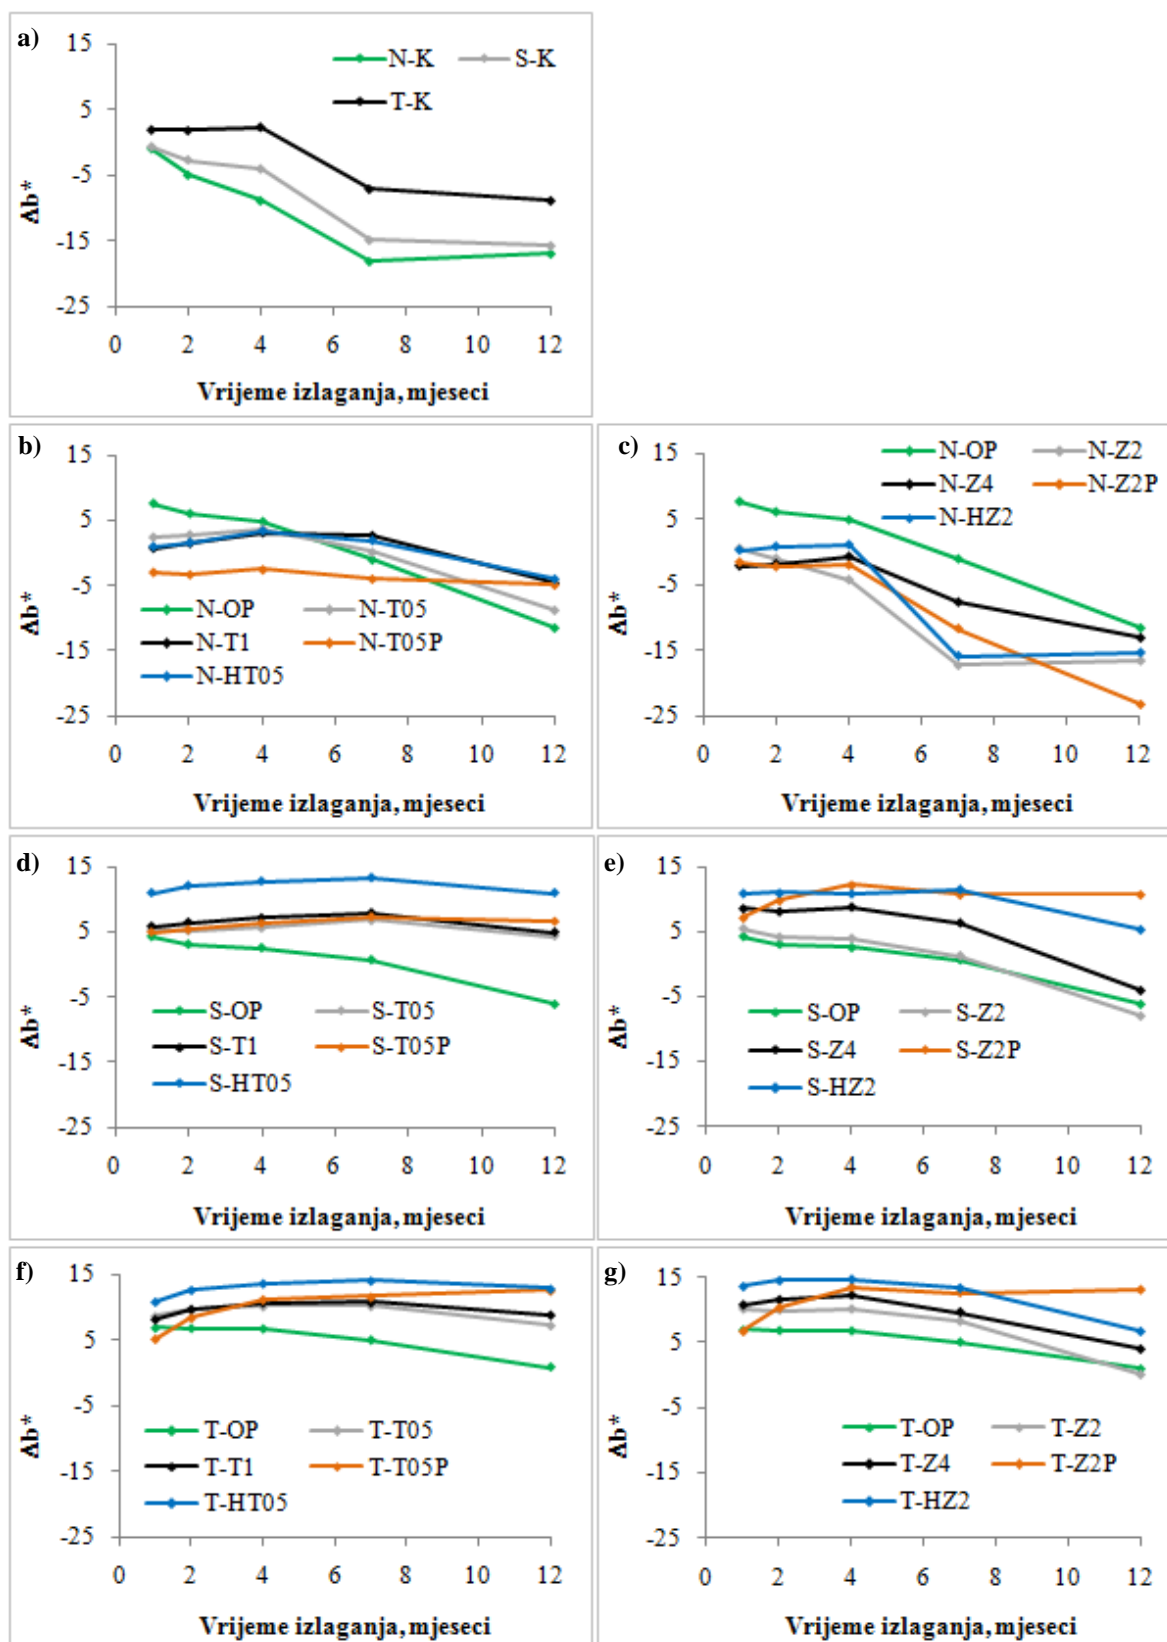 a)
15
5
-5
-15
-25
Δb*
N-K S-K
T-K
0 2 4 6 8 10 12
Vrijeme izlaganja, mjeseci
b)
15
5
-5
-15
-25
Δb*
N-OP N-T05
N-T1 N-T05P
N-HT05
0 2 4 6 8 10 12
Vrijeme izlaganja, mjeseci
c)
15
5
-5
-15
-25
Δb*
N-OP N-Z2
N-Z4 N-Z2P
N-HZ2
0 2 4 6 8 10 12
Vrijeme izlaganja, mjeseci
d)
15
5
-5
-15
-25
Δb*
S-OP S-T05
S-T1 S-T05P
S-HT05
0 2 4 6 8 10 12
Vrijeme izlaganja, mjeseci
e)
15
5
-5
-15
-25
Δb*
S-OP S-Z2
S-Z4 S-Z2P
S-HZ2
0 2 4 6 8 10 12
Vrijeme izlaganja, mjeseci
f)
15
5
-5
-15
-25
Δb*
T-OP T-T05
T-T1 T-T05P
T-HT05
0 2 4 6 8 10 12
Vrijeme izlaganja, mjeseci
g)
15
5
-5
-15
-25
Δb*
T-OP T-Z2
T-Z4 T-Z2P
T-HZ2
0 2 4 6 8 10 12
Vrijeme izlaganja, mjeseci